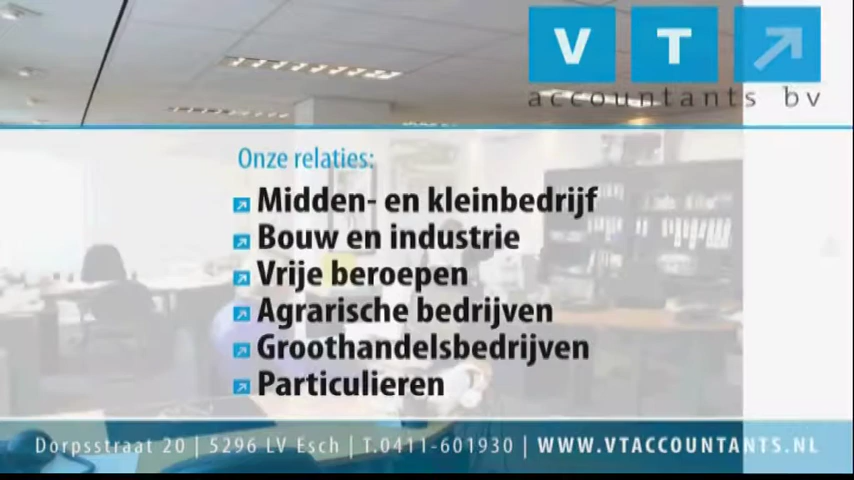 VT
accountants bv
Onze relaties:
Midden- en kleinbedrijf
Bouw en industrie
Vrije beroepen
Agrarische bedrijven
Groothandelsbedrijven
Particulieren
Dorpsstraat 20 | 5296 LV Esch | T.0411-601930 | WWW.VTACCOUNTANTS.NL